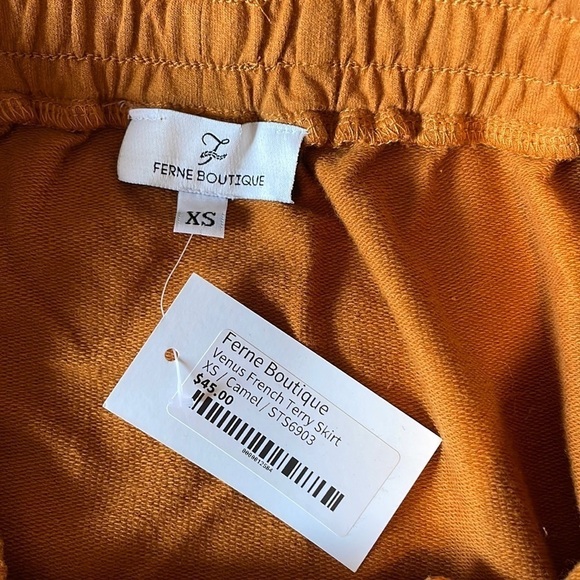 FERNE BOUTIQUE
XS
Ferne Boutique
Venus French Terry Skirt
XS / Camel / STS6903
$45.00